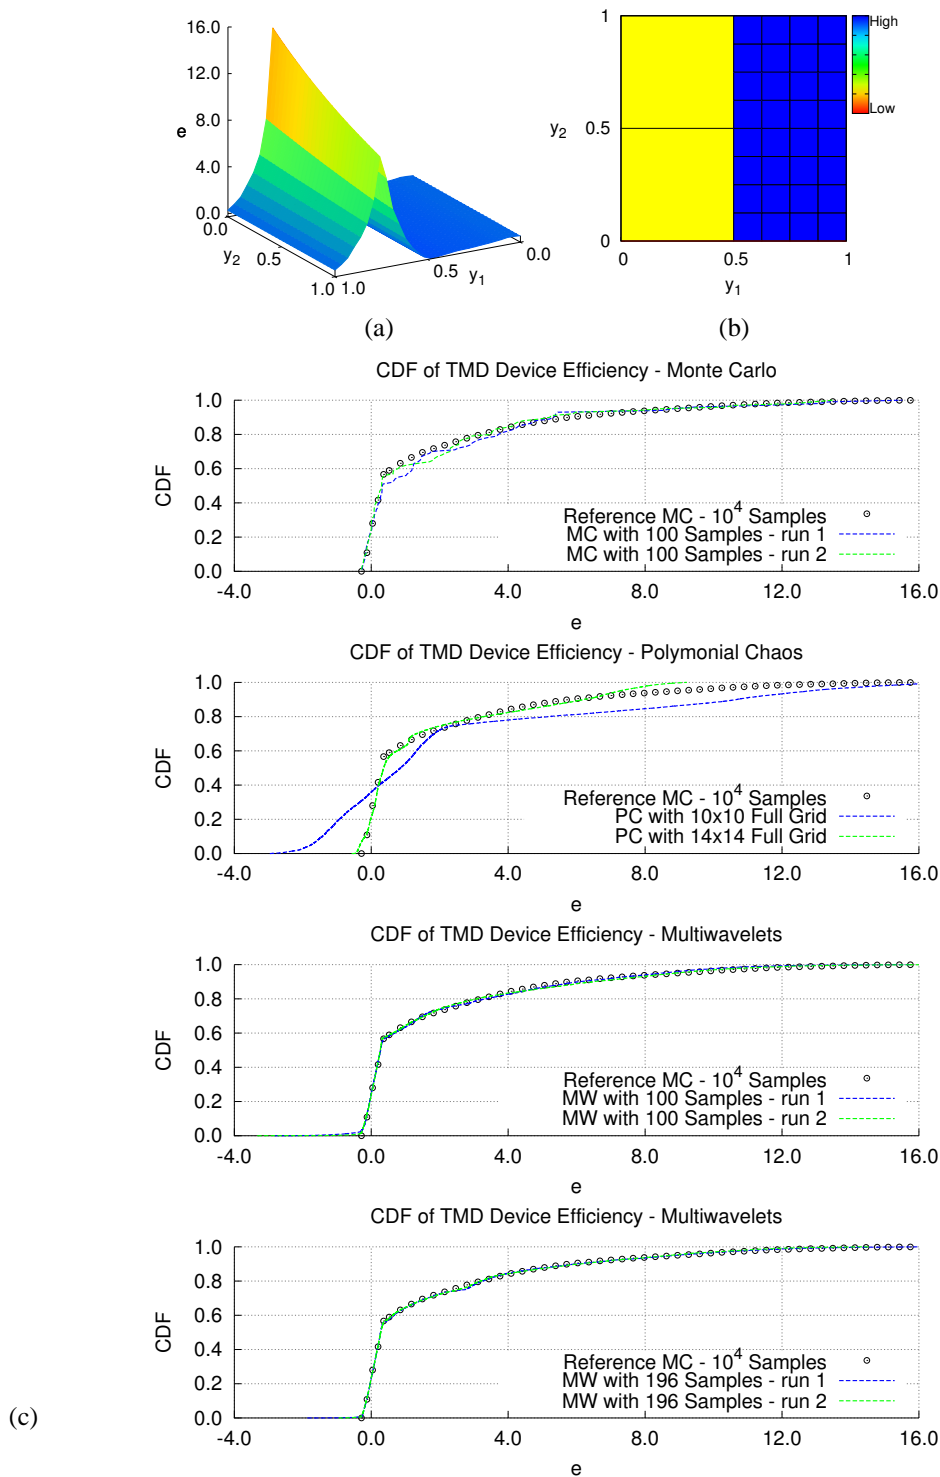 16.0
12.0
e
8.0
4.0
0.0
0.0
y2
0.5
1.0
1.0
0.5
y1
0.0
(a)
1
y2
0.5
0
0
0.5
1
y1
High
Low
(b)
CDF of TMD Device Efficiency - Monte Carlo
1.0
0.8
0.6
0.4
0.2
0.0
CDF
Reference MC - 10^4 Samples
MC with 100 Samples - run 1
MC with 100 Samples - run 2
-4.0 0.0 4.0 8.0 12.0 16.0
e
CDF of TMD Device Efficiency - Polymonial Chaos
1.0
0.8
0.6
0.4
0.2
0.0
CDF
Reference MC - 10^4 Samples
PC with 10x10 Full Grid
PC with 14x14 Full Grid
-4.0 0.0 4.0 8.0 12.0 16.0
e
CDF of TMD Device Efficiency - Multiwavelets
1.0
0.8
0.6
0.4
0.2
0.0
CDF
Reference MC - 10^4 Samples
MW with 100 Samples - run 1
MW with 100 Samples - run 2
-4.0 0.0 4.0 8.0 12.0 16.0
e
CDF of TMD Device Efficiency - Multiwavelets
1.0
0.8
0.6
0.4
0.2
0.0
CDF
Reference MC - 10^4 Samples
MW with 196 Samples - run 1
MW with 196 Samples - run 2
-4.0 0.0 4.0 8.0 12.0 16.0
e
(c)